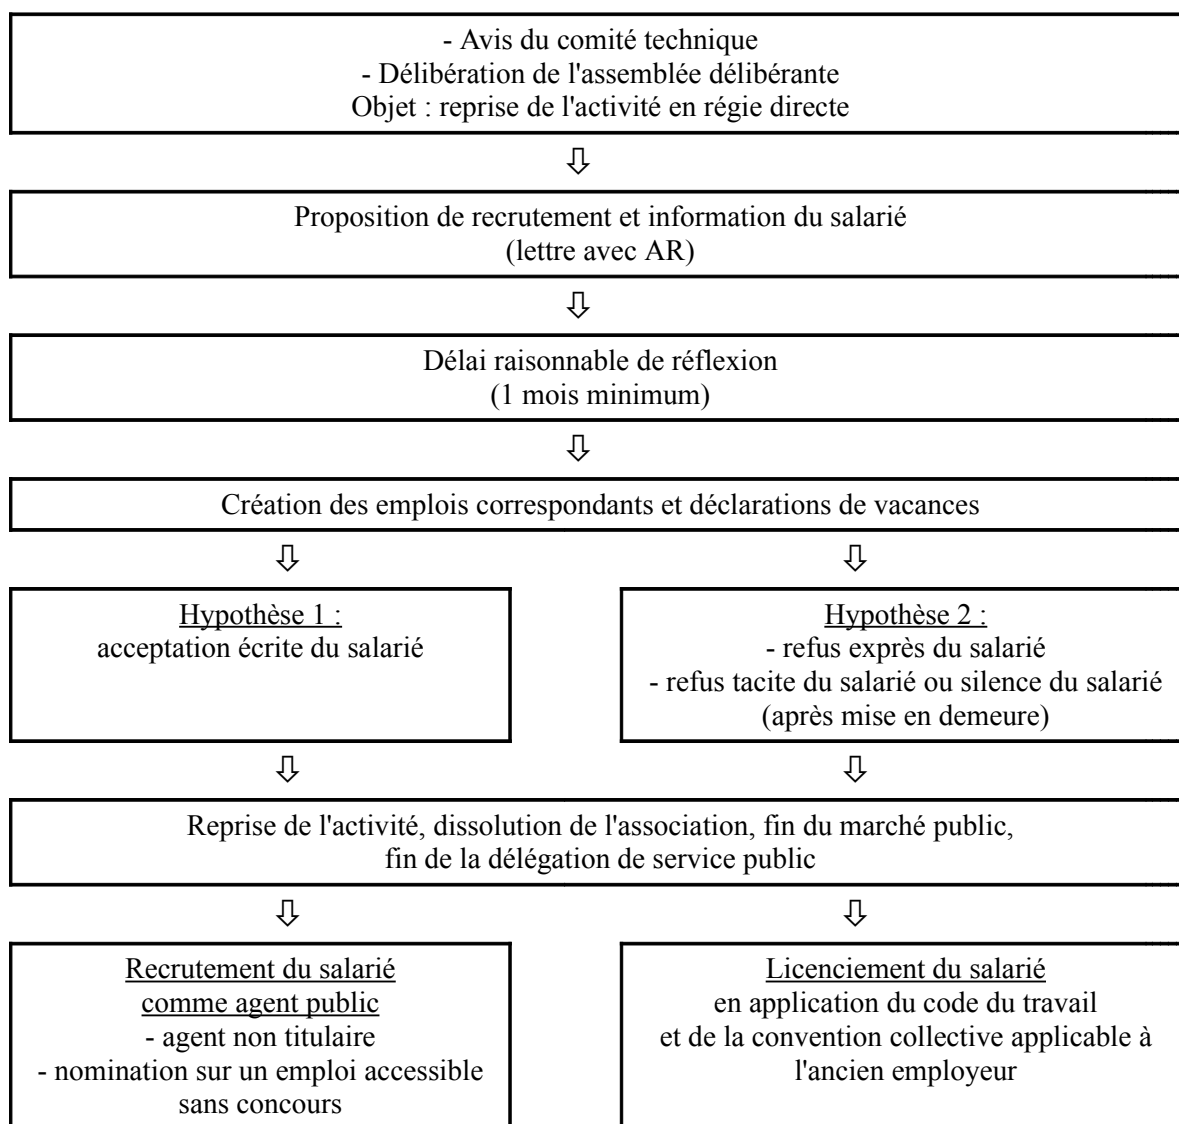 - Avis du comité technique
- Délibération de l'assemblée délibérante
Objet : reprise de l'activité en régie directe
⇩
Proposition de recrutement et information du salarié
(lettre avec AR)
⇩
Délai raisonnable de réflexion
(1 mois minimum)
⇩
Création des emplois correspondants et déclarations de vacances
⇩ ⇩
Hypothèse 1 :
acceptation écrite du salarié
Hypothèse 2 :
- refus exprès du salarié
- refus tacite du salarié ou silence du salarié
(après mise en demeure)
⇩ ⇩
Reprise de l'activité, dissolution de l'association, fin du marché public,
fin de la délégation de service public
⇩ ⇩
Recrutement du salarié
comme agent public
- agent non titulaire
- nomination sur un emploi accessible
sans concours
Licenciement du salarié
en application du code du travail
et de la convention collective applicable à
l'ancien employeur